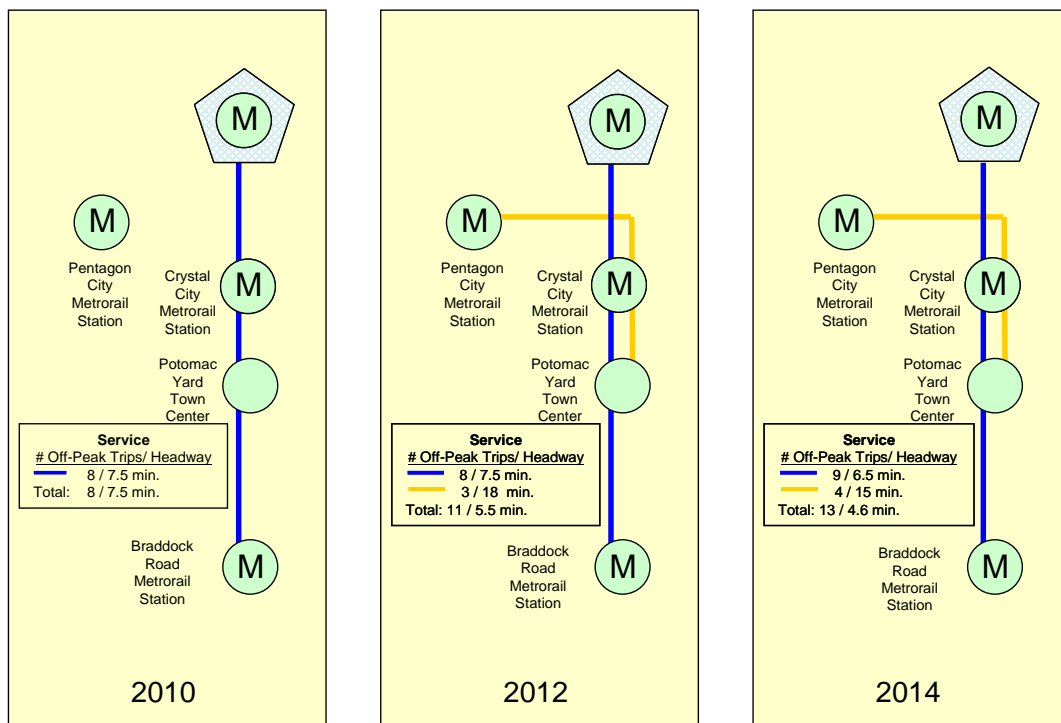 M
M
Pentagon
City
Metrorail
Station
M
Crystal
City
Metrorail
Station
Potomac
Yard
Town
Center
Service
# Off-Peak Trips/ Headway
8 / 7.5 min.
Total: 8 / 7.5 min.
Braddock
Road
Metrorail
Station
M
2010
M
M
Pentagon
City
Metrorail
Station
M
Crystal
City
Metrorail
Station
Potomac
Yard
Town
Center
Service
# Off-Peak Trips/ Headway
8 / 7.5 min.
3 / 18 min.
Total: 11 / 5.5 min.
Braddock
Road
Metrorail
Station
M
2012
M
M
Pentagon
City
Metrorail
Station
M
Crystal
City
Metrorail
Station
Potomac
Yard
Town
Center
Service
# Off-Peak Trips/ Headway
9 / 6.5 min.
4 / 15 min.
Total: 13 / 4.6 min.
Braddock
Road
Metrorail
Station
M
2014